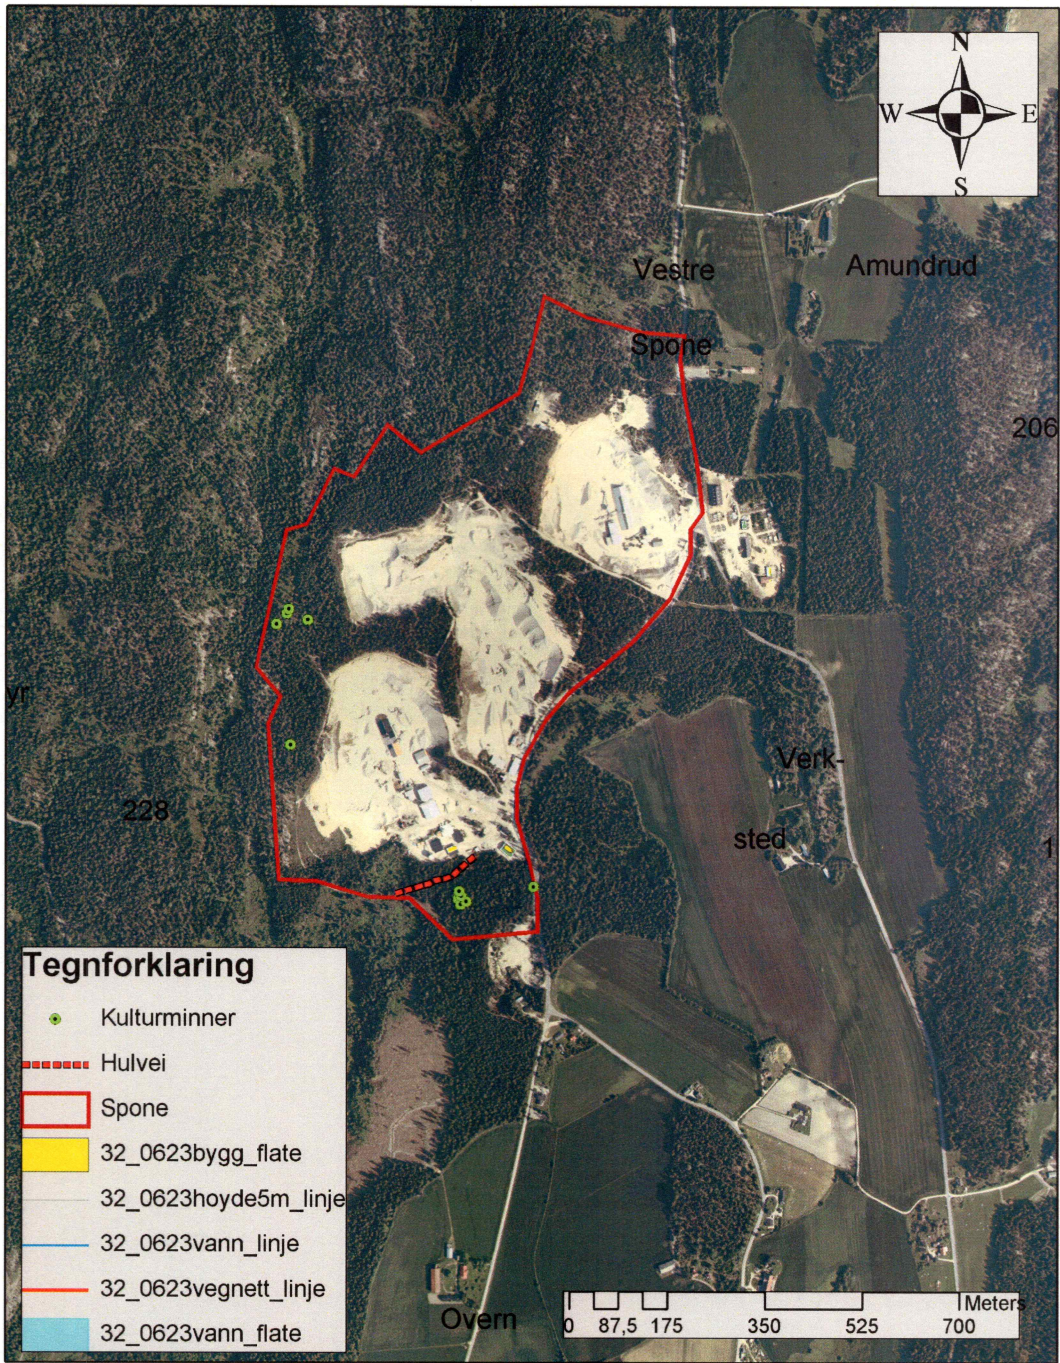 N
W E
S
Vestre
Amundrud
Spone
206
yr
Verk-
228
sted
1
Tegnforklaring
Kulturminner
Hulvei
Spone
32_0623bygg_flate
32_0623hoyde5m_linje
32_0623vann_linje
32_0623vegnett_linje
32_0623vann_flate
Overn
Meters
0 87,5 175 350 525 700